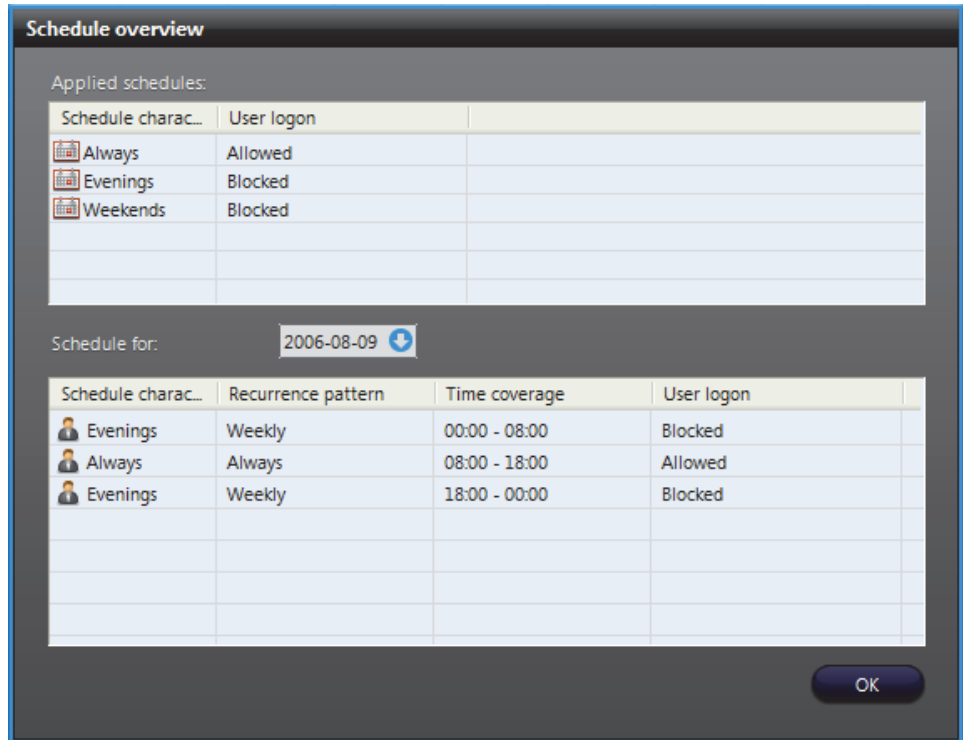 Schedule overview
Applied schedules:
Schedule charac... User logon
Always Allowed
Evenings Blocked
Weekends Blocked
Schedule for: 2006-08-09
Schedule charac... Recurrence pattern Time coverage User logon
Evenings Weekly 00:00 - 08:00 Blocked
Always Always 08:00 - 18:00 Allowed
Evenings Weekly 18:00 - 00:00 Blocked
OK